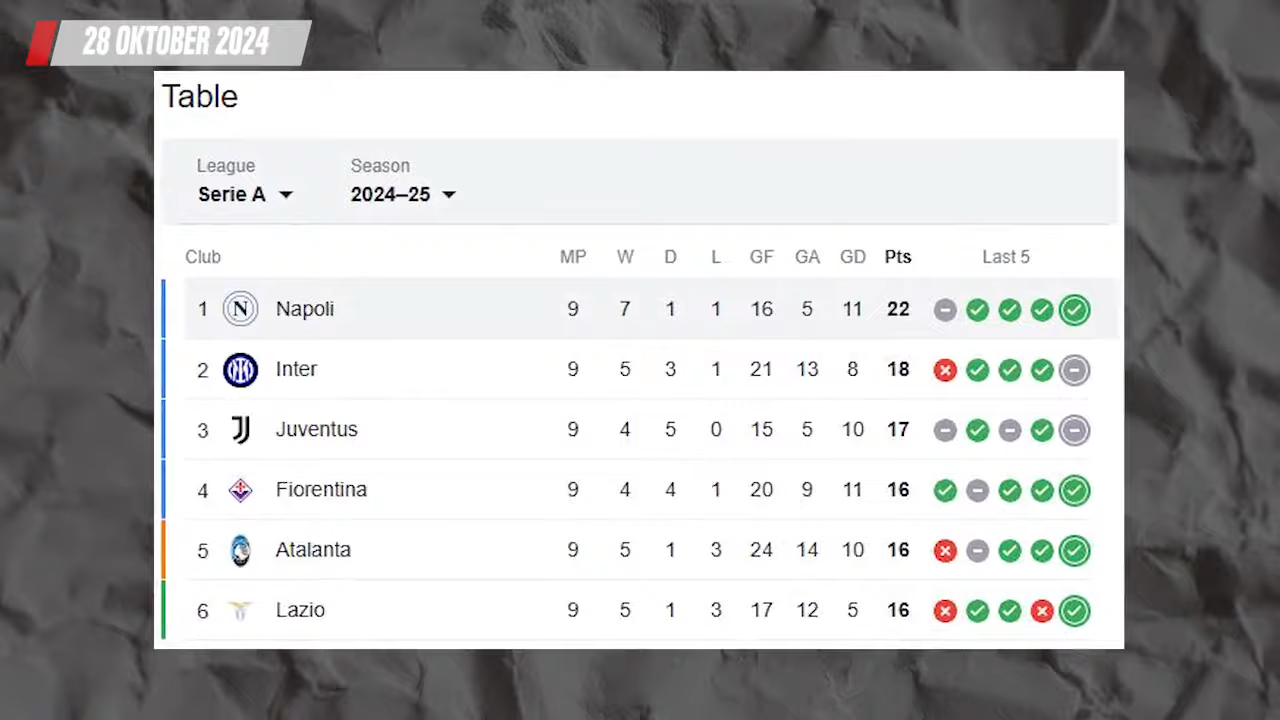 28 OKTOBER 2024
Table
League Season
Serie A 2024–25
Club MP W D L GF GA GD Pts Last 5
1 N Napoli 9 7 1 1 16 5 11 22
2 Inter 9 5 3 1 21 13 8 18
3 Juventus 9 4 5 0 15 5 10 17
4 Fiorentina 9 4 4 1 20 9 11 16
5 Atalanta 9 5 1 3 24 14 10 16
6 Lazio 9 5 1 3 17 12 5 16